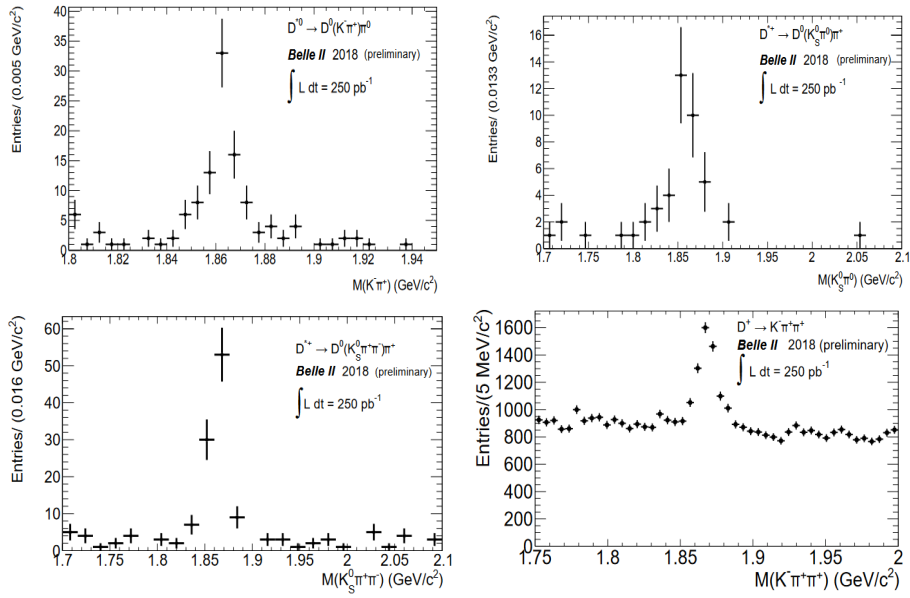 D*0 → D0(K-π+)π0
Belle II 2018 (preliminary)
∫ L dt = 250 pb-1
Entries/ (0.005 GeV/c2)
40
35
30
25
20
15
10
5
0
1.8 1.82 1.84 1.86 1.88 1.9 1.92 1.94
M(K-π+) (GeV/c2)
D*+ → D0(K0Sπ0)π+
Belle II 2018 (preliminary)
∫ L dt = 250 pb-1
Entries/ (0.0133 GeV/c2)
16
14
12
10
8
6
4
2
0
1.7 1.75 1.8 1.85 1.9 1.95 2 2.05 2.1
M(K0Sπ0) (GeV/c2)
D*+ → D0(K0Sπ+π-)π+
Belle II 2018 (preliminary)
∫ L dt = 250 pb-1
Entries/ (0.016 GeV/c2)
60
50
40
30
20
10
0
1.7 1.75 1.8 1.85 1.9 1.95 2 2.05 2.1
M(K0Sπ+π-) (GeV/c2)
D+ → K-π+π+
Belle II 2018 (preliminary)
∫ L dt = 250 pb-1
Entries/(5 MeV/c2)
1600
1400
1200
1000
800
600
400
200
0
1.75 1.8 1.85 1.9 1.95 2
M(K-π+π+) (GeV/c2)